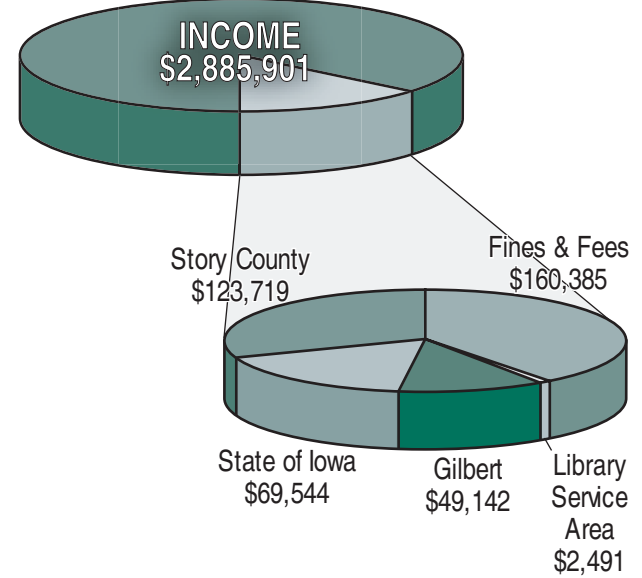 INCOME
$2,885,901
Story County
$123,719
Fines & Fees
$160,385
State of Iowa
$69,544
Gilbert
$49,142
Library
Service
Area
$2,491